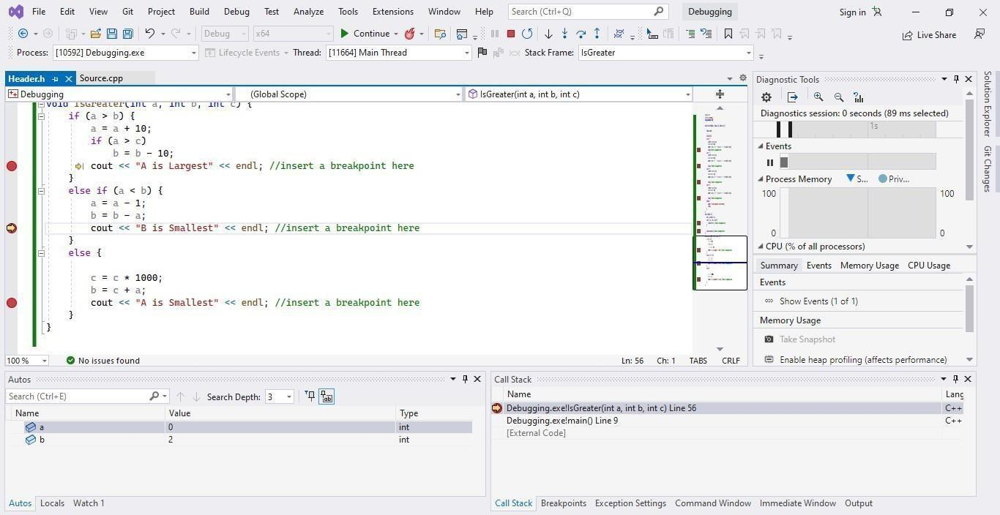 File Edit View Git Project Build Debug Test Analyze Tools Extensions Window Help Search (Ctrl+Q) Debugging Sign in
Debug x64 Continue Live Share
Process: [10592] Debugging.exe Lifecycle Events Thread: [11664] Main Thread Stack Frame: IsGreater
Header.h Source.cpp
Debugging (Global Scope) IsGreater(int a, int b, int c)
void IsGreater(int a, int b, int c) {
if (a > b) {
a = a + 10;
if (a > c)
b = b - 10;
cout << "A is Largest" << endl; //insert a breakpoint here
}
else if (a < b) {
a = a - 1;
b = b - a;
cout << "B is Smallest" << endl; //insert a breakpoint here
}
else {
c = c * 1000;
b = c + a;
cout << "A is Smallest" << endl; //insert a breakpoint here
}
}
100 % No issues found Ln: 56 Ch: 1 TABS CRLF
Diagnostic Tools
Diagnostics session: 0 seconds (89 ms selected)
1s
Events
Process Memory S... Priv...
100 100
0 0
CPU (% of all processors)
Summary Events Memory Usage CPU Usage
Events
Show Events (1 of 1)
Memory Usage
Take Snapshot
Enable heap profiling (affects performance)
Solution Explorer
Git Changes
Autos
Search (Ctrl+E) Search Depth: 3
Name Value Type
a 0 int
b 2 int
Autos Locals Watch 1
Call Stack
Name Lang
Debugging.exe!IsGreater(int a, int b, int c) Line 56 C++
Debugging.exe!main() Line 9 C++
[External Code]
Call Stack Breakpoints Exception Settings Command Window Immediate Window Output